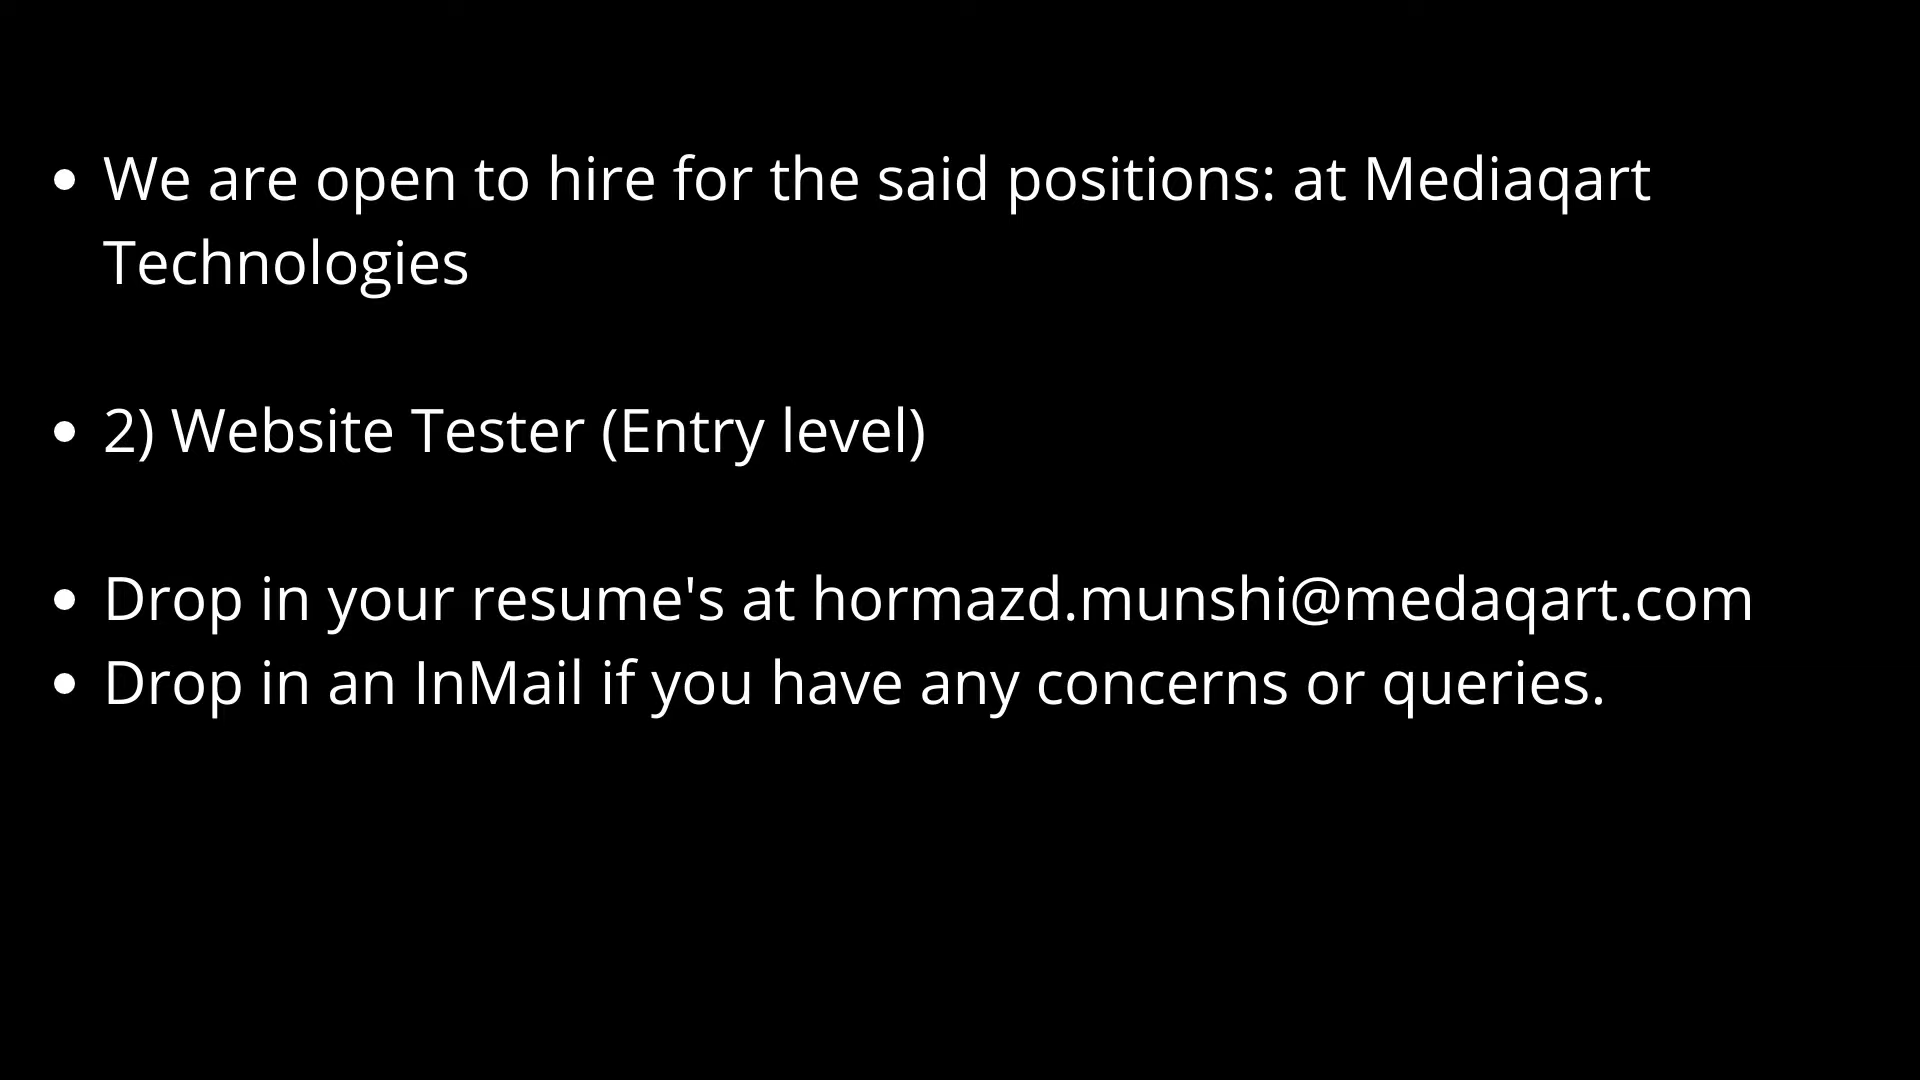 • We are open to hire for the said positions: at Mediaqart
Technologies
• 2) Website Tester (Entry level)
• Drop in your resume's at hormazd.munshi@medaqart.com
• Drop in an InMail if you have any concerns or queries.